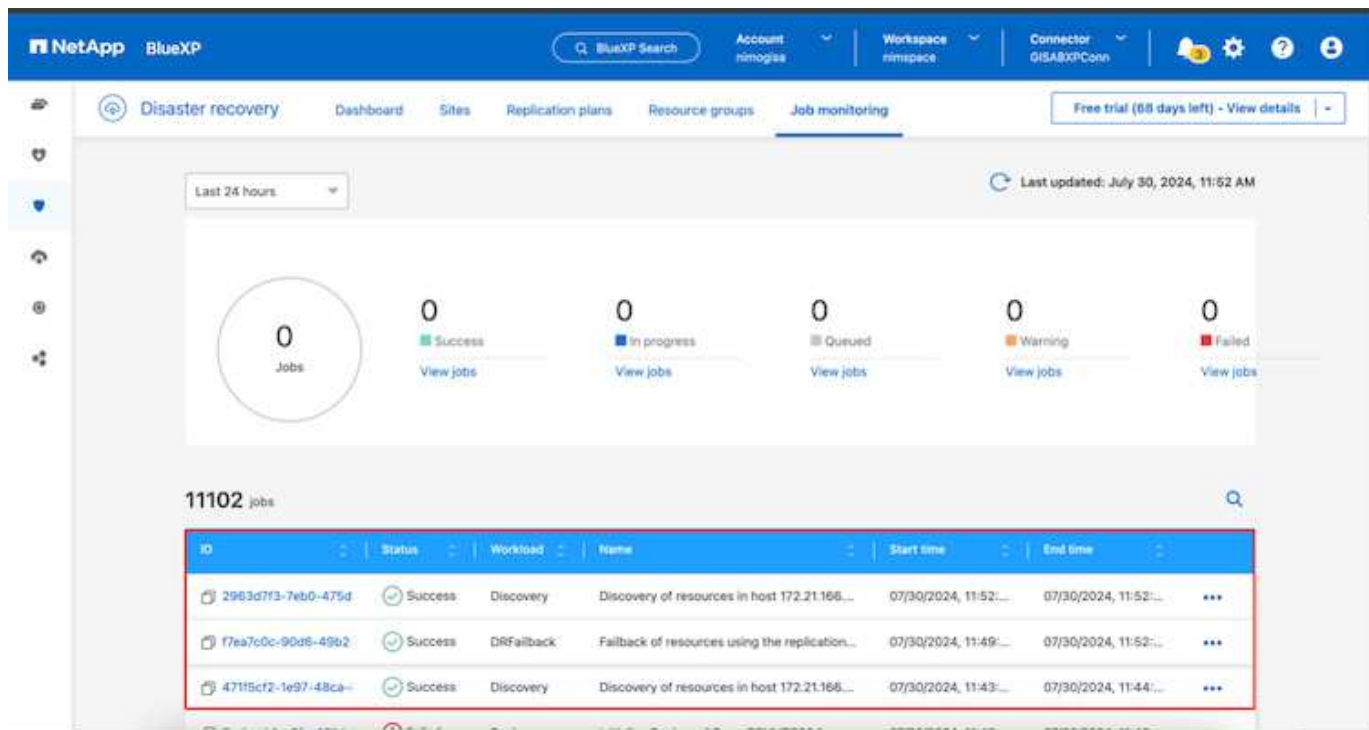 NetApp BlueXP
BlueXP Search
Account
nimogisa
Workspace
nimspace
Connector
GISABXPConn
3
Disaster recovery
Dashboard
Sites
Replication plans
Resource groups
Job monitoring
Free trial (68 days left) - View details
Last 24 hours
Last updated: July 30, 2024, 11:52 AM
0
Jobs
0
Success
View jobs
0
In progress
View jobs
0
Queued
View jobs
0
Warning
View jobs
0
Failed
View jobs
11102 jobs
ID Status Workload Name Start time End time
2963d7f3-7eb0-475d Success Discovery Discovery of resources in host 172.21.166.... 07/30/2024, 11:52:... 07/30/2024, 11:52:...
f7ea7c0c-90d6-49b2 Success DRFailback Failback of resources using the replication... 07/30/2024, 11:49:... 07/30/2024, 11:52:...
471f5cf2-1e97-48ca-- Success Discovery Discovery of resources in host 172.21.166.... 07/30/2024, 11:43:... 07/30/2024, 11:44:...